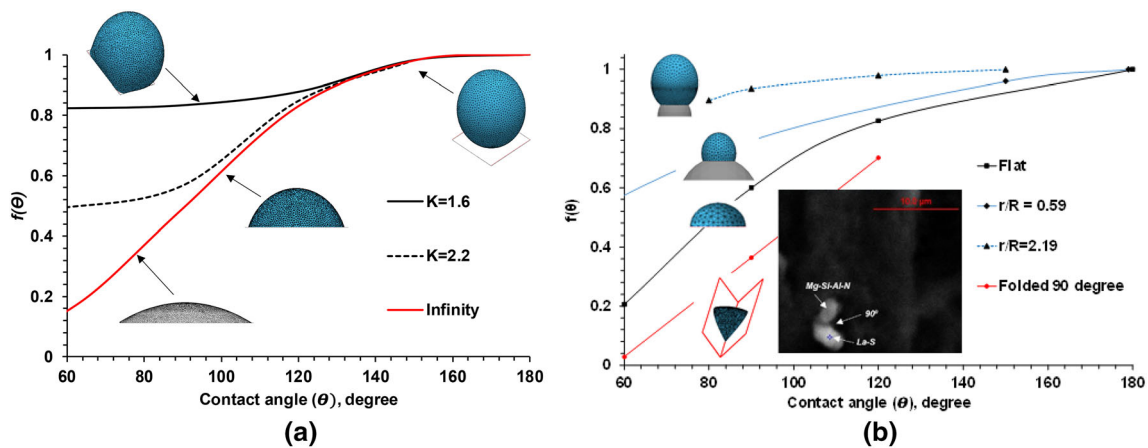 1
0.8
0.6
0.4
0.2
0
f(θ)
60 80 100 120 140 160 180
Contact angle (θ), degree
K=1.6
K=2.2
Infinity
(a)
1
0.8
0.6
0.4
0.2
0
f(θ)
60 80 100 120 140 160 180
Contact angle (θ), degree
Flat
r/R = 0.59
r/R=2.19
Folded 90 degree
Mg-Si-Al-N
90º
La-S
(b)